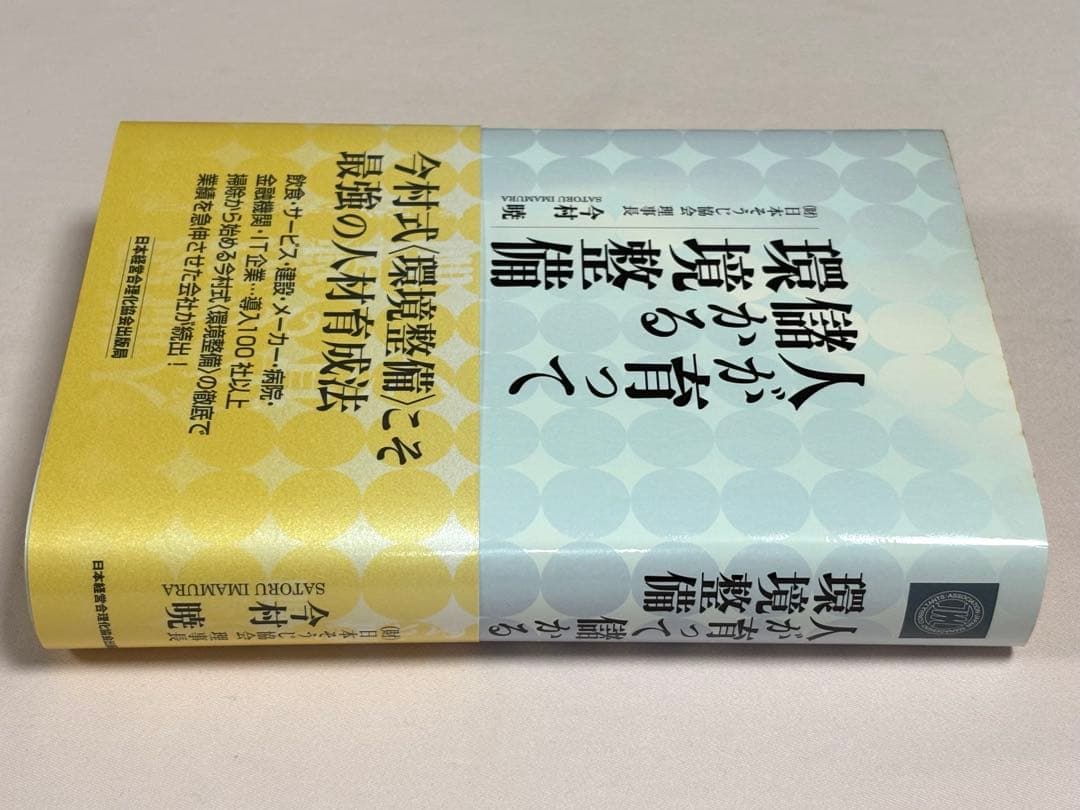 人が育って
儲かる
環境整備
(財)日本そうじ協会 理事長
今村 暁
SATORU IMAMURA
今村式〈環境整備〉こそ
最強の人材育成法
飲食・サービス・建設・メーカー・病院・
金融機関・IT企業…導入100社以上
掃除から始める今村式〈環境整備〉の徹底で
業績を急伸させた会社が続出！
日本経営合理化協会出版局
人が育って儲かる
環境整備
(財)日本そうじ協会 理事長
今村 暁
SATORU IMAMURA
日本経営合理化協会